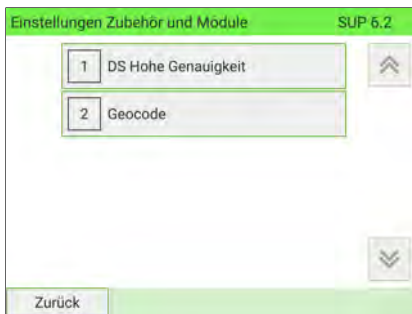 Einstellungen Zubehör und Module SUP 6.2
1 DS Hohe Genauigkeit
2 Geocode
Zurück